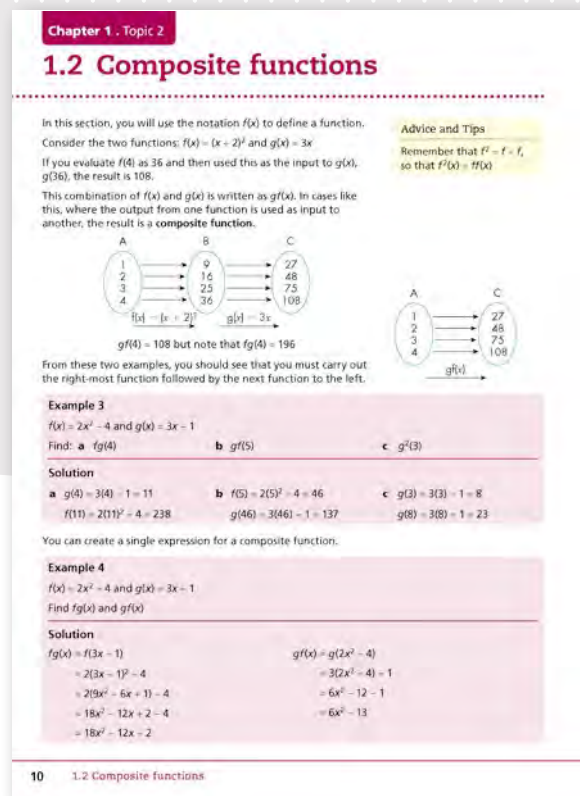 Chapter 1 . Topic 2
1.2 Composite functions
In this section, you will use the notation f(x) to define a function.
Consider the two functions: f(x) = (x + 2)² and g(x) = 3x
If you evaluate f(4) as 36 and then used this as the input to g(x),
g(36), the result is 108.
This combination of f(x) and g(x) is written as gf(x). In cases like
this, where the output from one function is used as input to
another, the result is a composite function.
Advice and Tips
Remember that f² = f × f,
so that f²(x) = ff(x)
A B C
1 9 27
2 16 48
3 25 75
4 36 108
f(x) = (x + 2)² g(x) = 3x
A C
1 27
2 48
3 75
4 108
gf(x)
gf(4) = 108 but note that fg(4) = 196
From these two examples, you should see that you must carry out
the right-most function followed by the next function to the left.
Example 3
f(x) = 2x² - 4 and g(x) = 3x - 1
Find: a fg(4) b gf(5) c g²(3)
Solution
a g(4) = 3(4) - 1 = 11 b f(5) = 2(5)² - 4 = 46 c g(3) = 3(3) - 1 = 8
f(11) = 2(11)² - 4 = 238 g(46) = 3(46) - 1 = 137 g(8) = 3(8) - 1 = 23
You can create a single expression for a composite function.
Example 4
f(x) = 2x² - 4 and g(x) = 3x - 1
Find fg(x) and gf(x)
Solution
fg(x) = f(3x - 1) gf(x) = g(2x² - 4)
= 2(3x - 1)² - 4 = 3(2x² - 4) - 1
= 2(9x² - 6x + 1) - 4 = 6x² - 12 - 1
= 18x² - 12x + 2 - 4 = 6x² - 13
= 18x² - 12x - 2
10 1.2 Composite functions